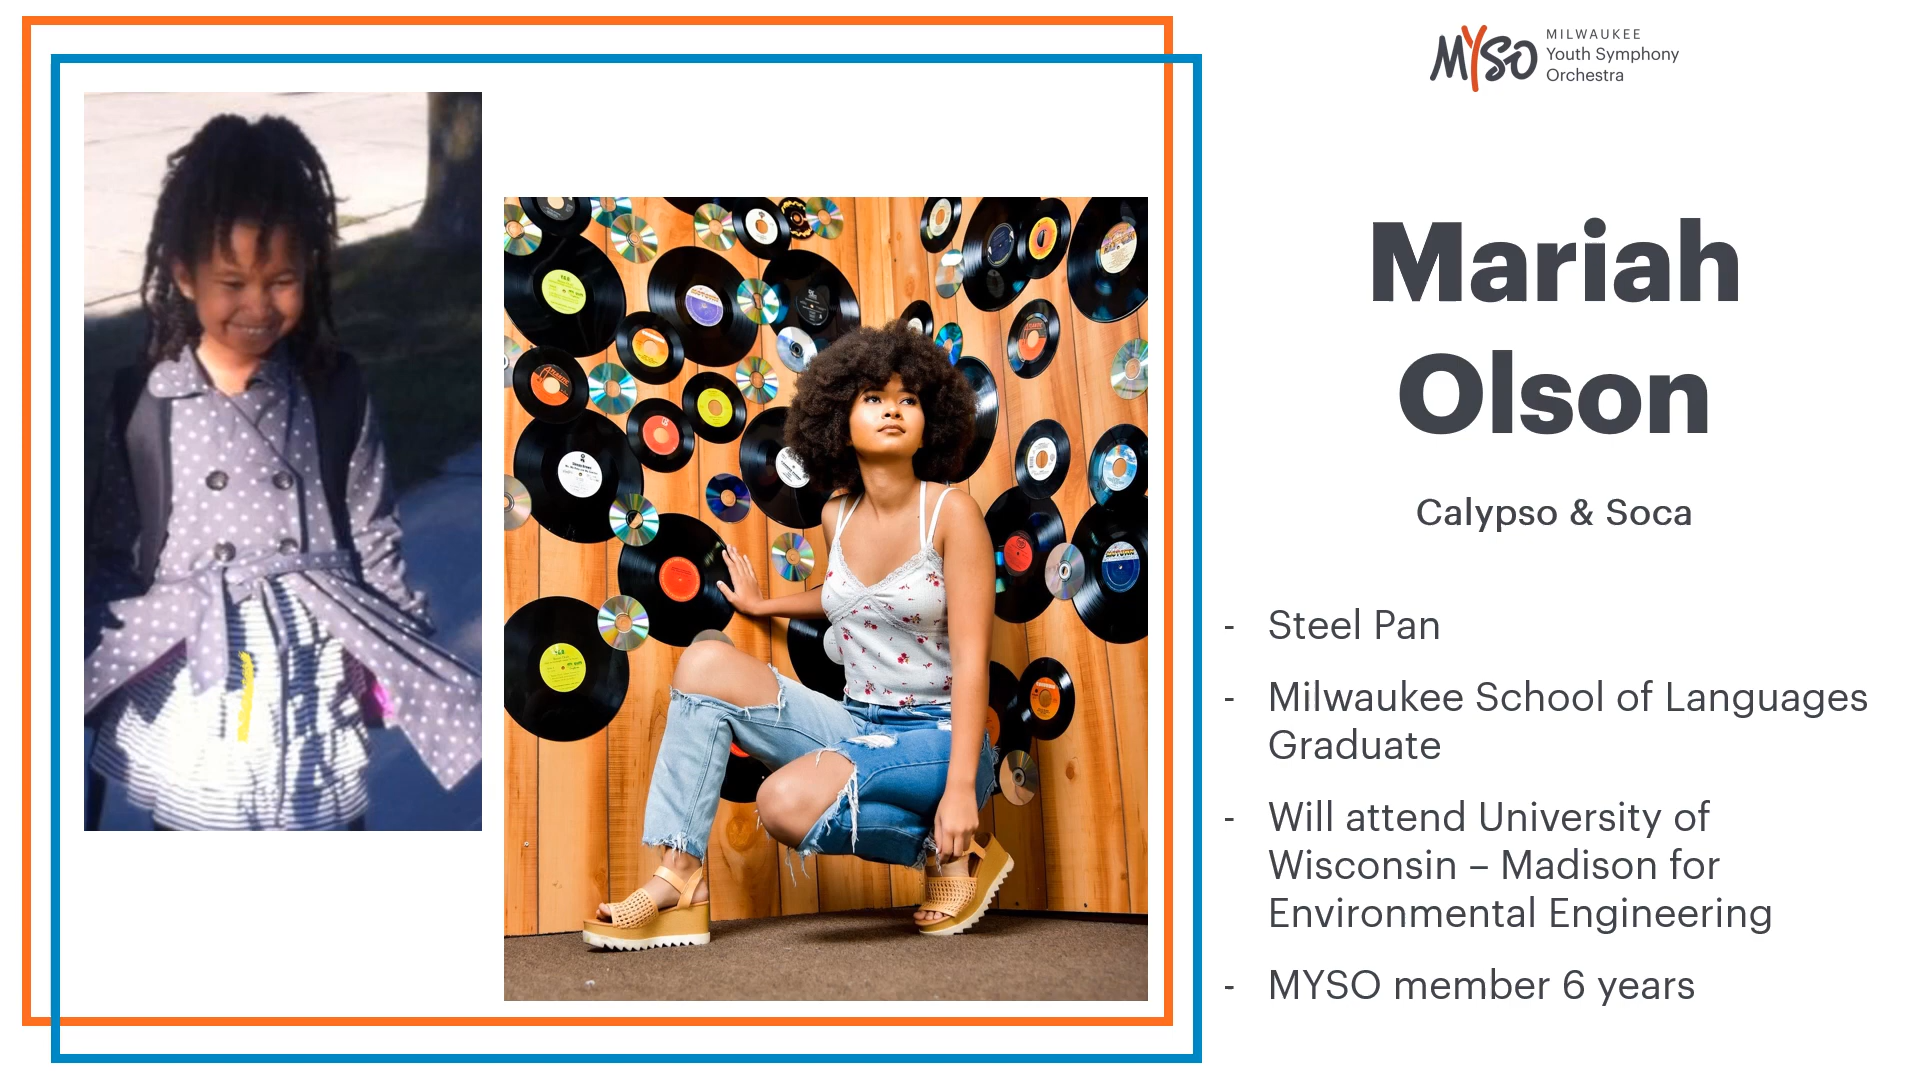 MYSO
MILWAUKEE
Youth Symphony
Orchestra
Mariah
Olson
Calypso & Soca
- Steel Pan
- Milwaukee School of Languages
Graduate
- Will attend University of
Wisconsin – Madison for
Environmental Engineering
- MYSO member 6 years